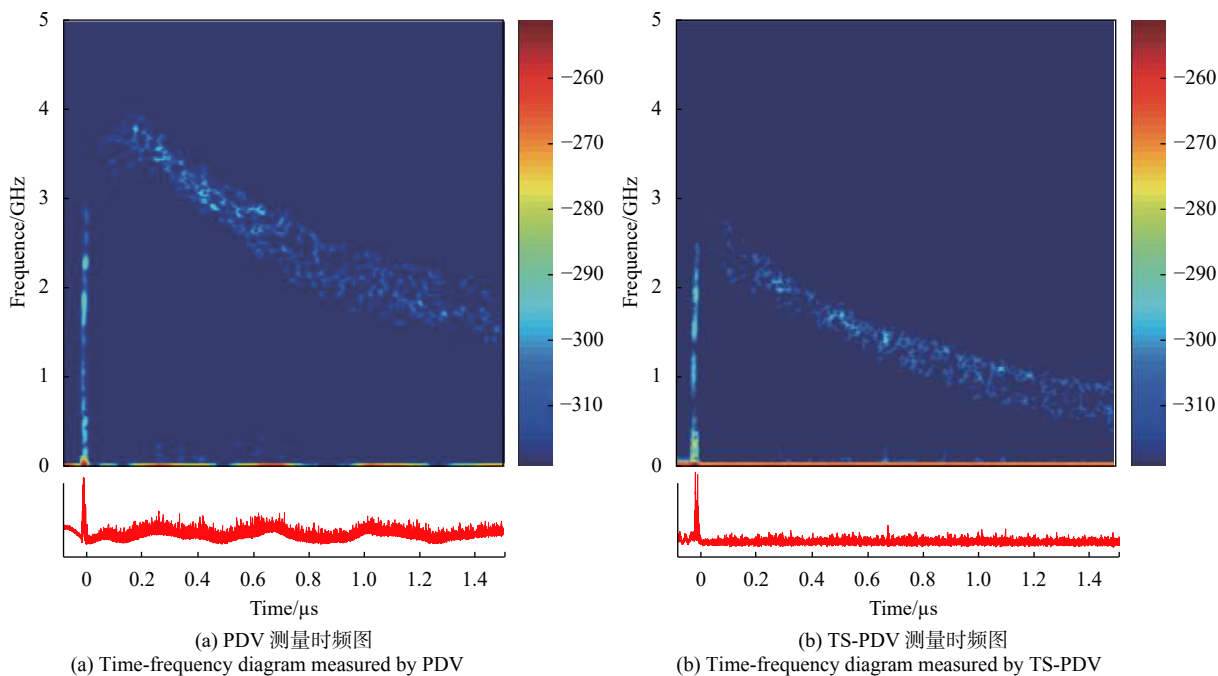 5
4
3
2
1
0
Frequence/GHz
−260
−270
−280
−290
−300
−310
0 0.2 0.4 0.6 0.8 1.0 1.2 1.4
Time/μs
(a) PDV 测量时频图
(a) Time-frequency diagram measured by PDV
5
4
3
2
1
0
Frequence/GHz
−260
−270
−280
−290
−300
−310
0 0.2 0.4 0.6 0.8 1.0 1.2 1.4
Time/μs
(b) TS-PDV 测量时频图
(b) Time-frequency diagram measured by TS-PDV